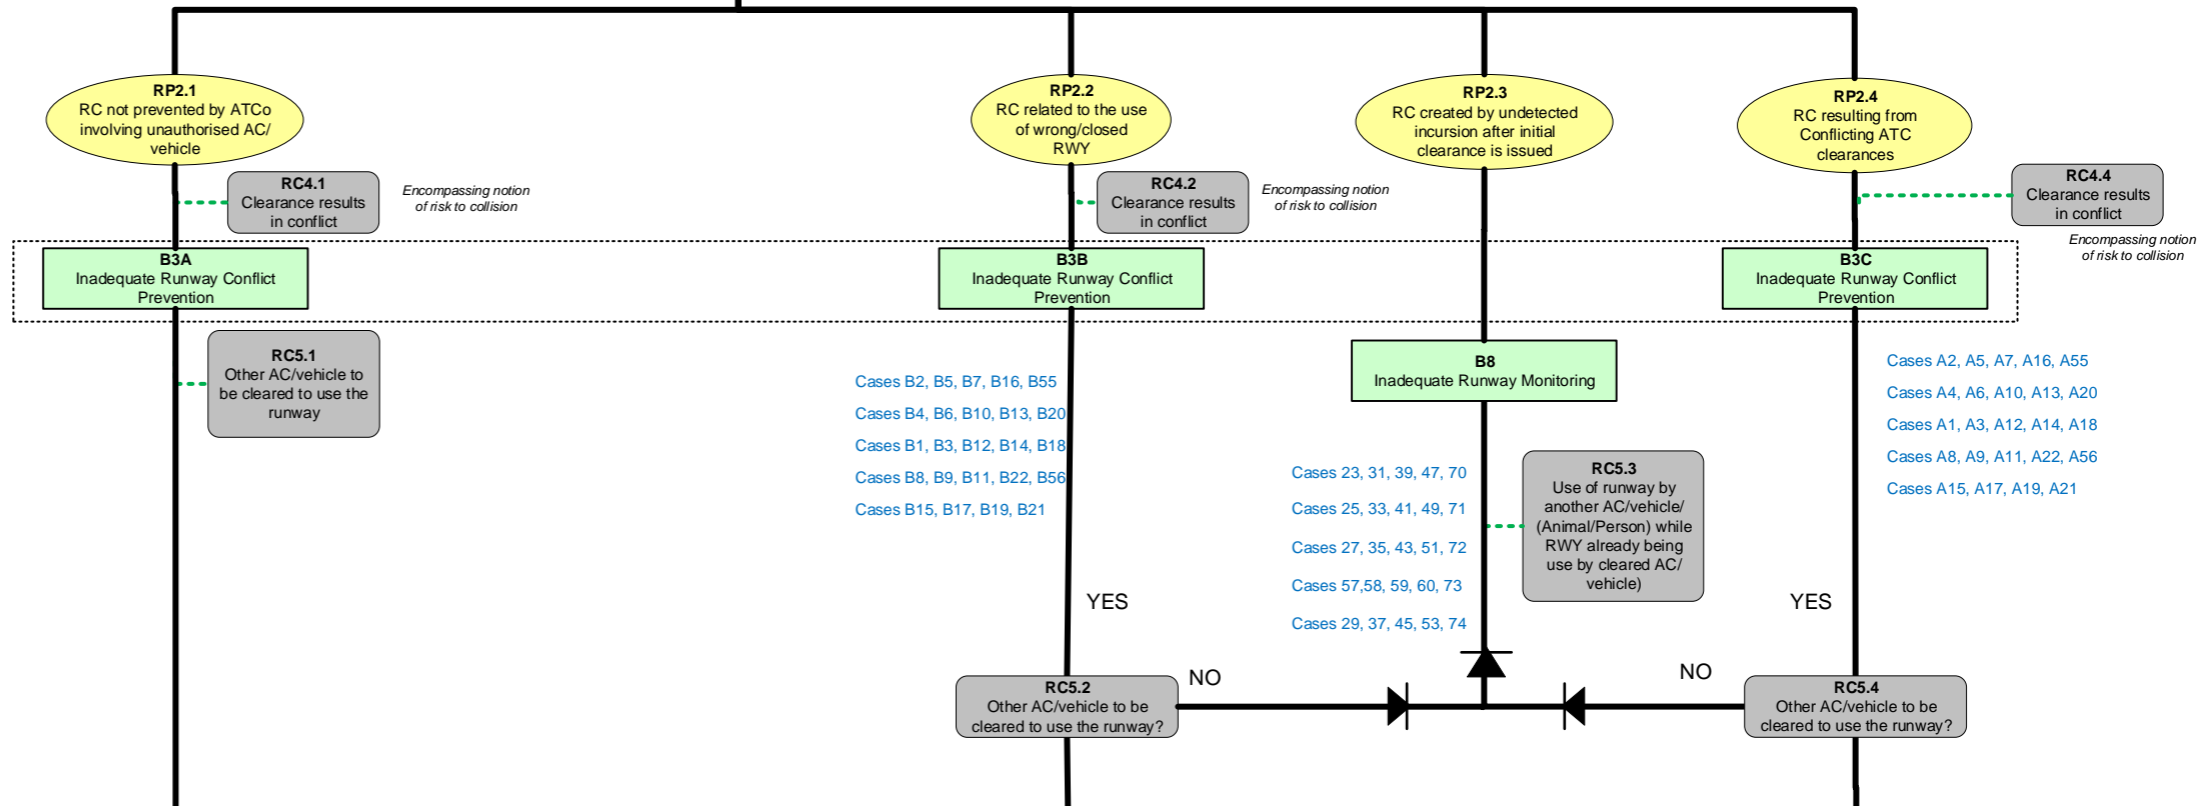 RP2.1
RC not prevented by ATCo
involving unauthorised AC/
vehicle
RP2.2
RC related to the use
of wrong/closed
RWY
RP2.3
RC created by undetected
incursion after initial
clearance is issued
RP2.4
RC resulting from
Conflicting ATC
clearances
RC4.1
Clearance results
in conflict
Encompassing notion
of risk to collision
RC4.2
Clearance results
in conflict
Encompassing notion
of risk to collision
RC4.4
Clearance results
in conflict
Encompassing notion
of risk to collision
B3A
Inadequate Runway Conflict
Prevention
B3B
Inadequate Runway Conflict
Prevention
B3C
Inadequate Runway Conflict
Prevention
RC5.1
Other AC/vehicle to
be cleared to use the
runway
B8
Inadequate Runway Monitoring
Cases B2, B5, B7, B16, B55
Cases B4, B6, B10, B13, B20
Cases B1, B3, B12, B14, B18
Cases B8, B9, B11, B22, B56
Cases B15, B17, B19, B21
Cases 23, 31, 39, 47, 70
Cases 25, 33, 41, 49, 71
Cases 27, 35, 43, 51, 72
Cases 57,58, 59, 60, 73
Cases 29, 37, 45, 53, 74
RC5.3
Use of runway by
another AC/vehicle/
(Animal/Person) while
RWY already being
use by cleared AC/
vehicle)
Cases A2, A5, A7, A16, A55
Cases A4, A6, A10, A13, A20
Cases A1, A3, A12, A14, A18
Cases A8, A9, A11, A22, A56
Cases A15, A17, A19, A21
YES
YES
RC5.2
Other AC/vehicle to be
cleared to use the runway?
NO
NO
RC5.4
Other AC/vehicle to be
cleared to use the runway?